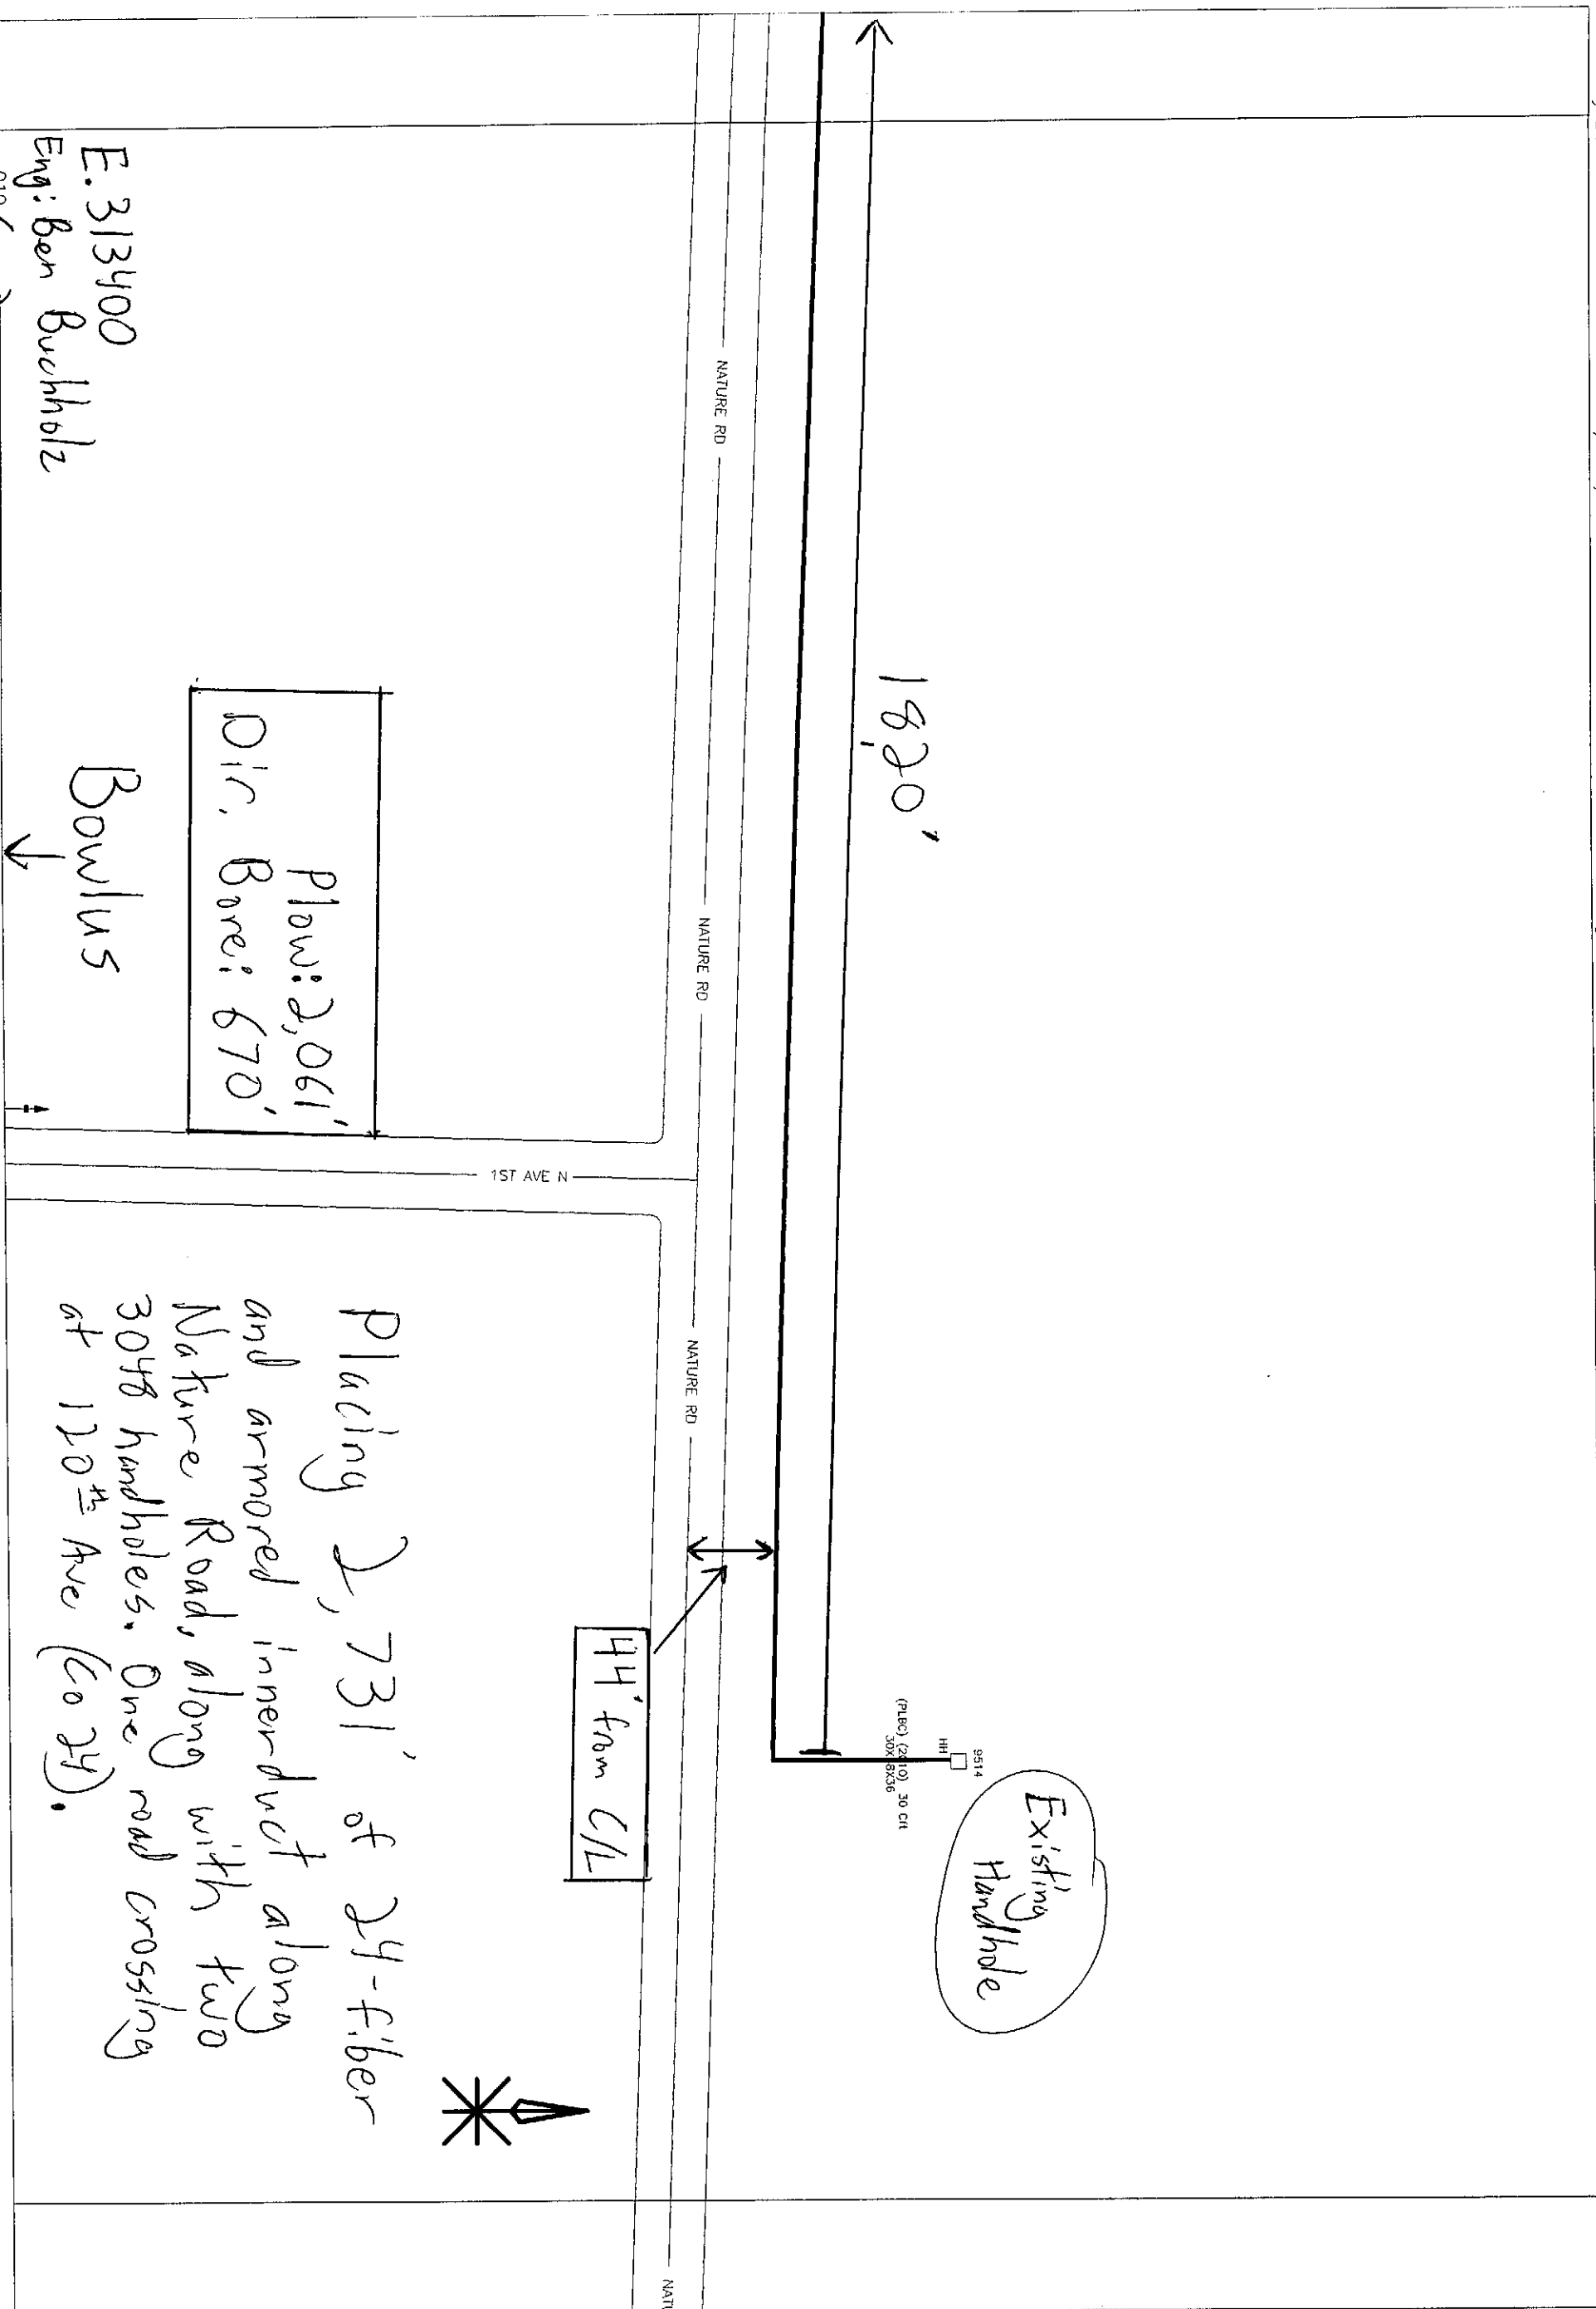 9514
HH
(PLBC) (2010) 30 Cft
Existing
Handhole
1820'
NATURE RD
NATURE RD
NATURE RD
44' from C/L
1ST AVE N
Plow: 2,061'
Dir. Bore: 670'
Bowlus
Placing 2,731' of 24-fiber
and armored innerduct along
Nature Road, along with two
3048 handholes. One road crossing
at 120th Ave (Co 24).
E.313400
Eng: Ben Buchholz